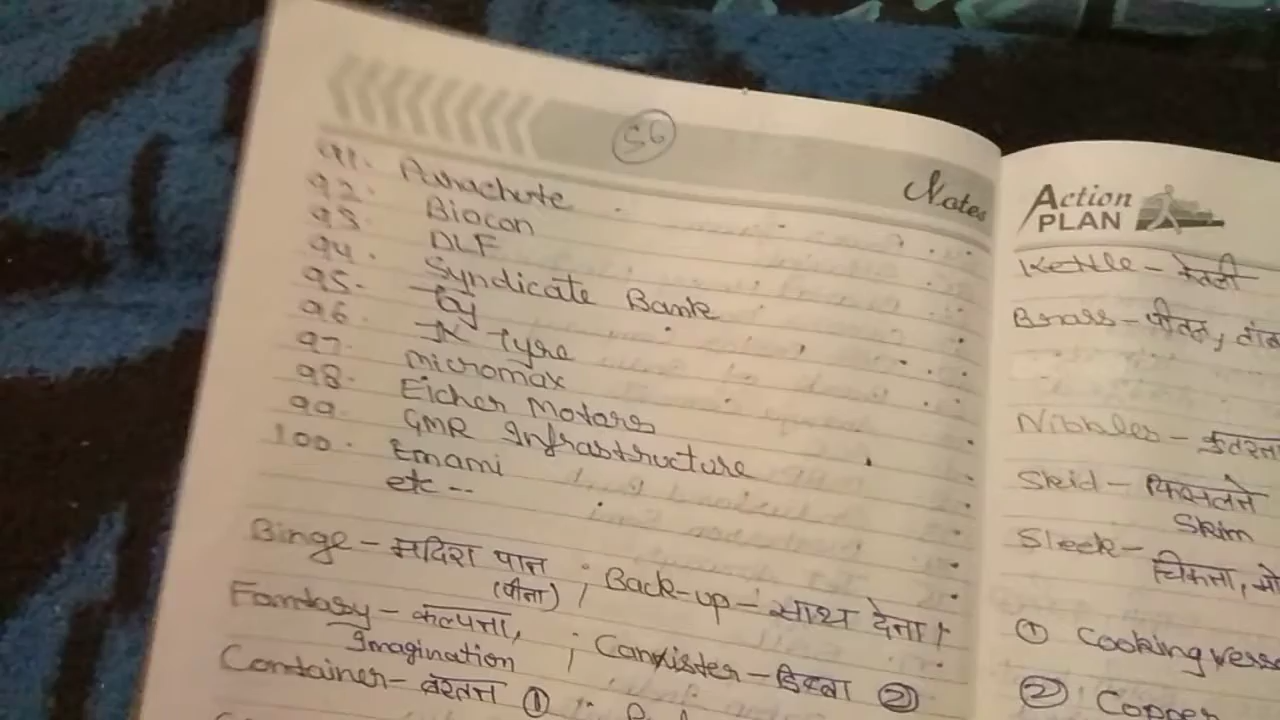 56
Notes
91. Parachute
92. Biocon
93. DLF
94. Syndicate Bank
95.
96. JK Tyre
97. Micromax
98. Eicher Motors
99. GMR Infrastructure
100. Emami
etc --
Binge - मदिरा पान ; Back-up - साथ देना।
(पीना) ;
Fantasy - कल्पना, ; Cannister - डिब्बा ②
Imagination ;
Container - बरतन ①
Action
PLAN
Kettle - केतली
Brass - पीतल,
Nibbles - कुतरना
Skid - फिसलने
Skim
Sleek -
चिकना,
① Cooking
② Copper